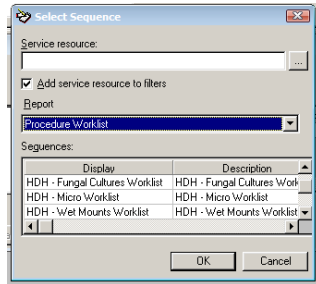 Select Sequence
Service resource:
...
Add service resource to filters
Report
Procedure Worklist
Sequences:
Display Description
HDH - Fungal Cultures Worklist HDH - Fungal Cultures Work
HDH - Micro Worklist HDH - Micro Worklist
HDH - Wet Mounts Worklist HDH - Wet Mounts Worklist
OK Cancel